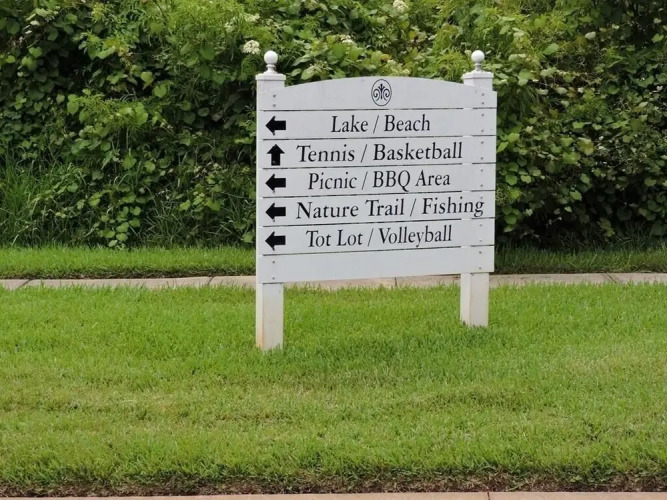 Lake / Beach
Tennis / Basketball
Picnic / BBQ Area
Nature Trail / Fishing
Tot Lot / Volleyball